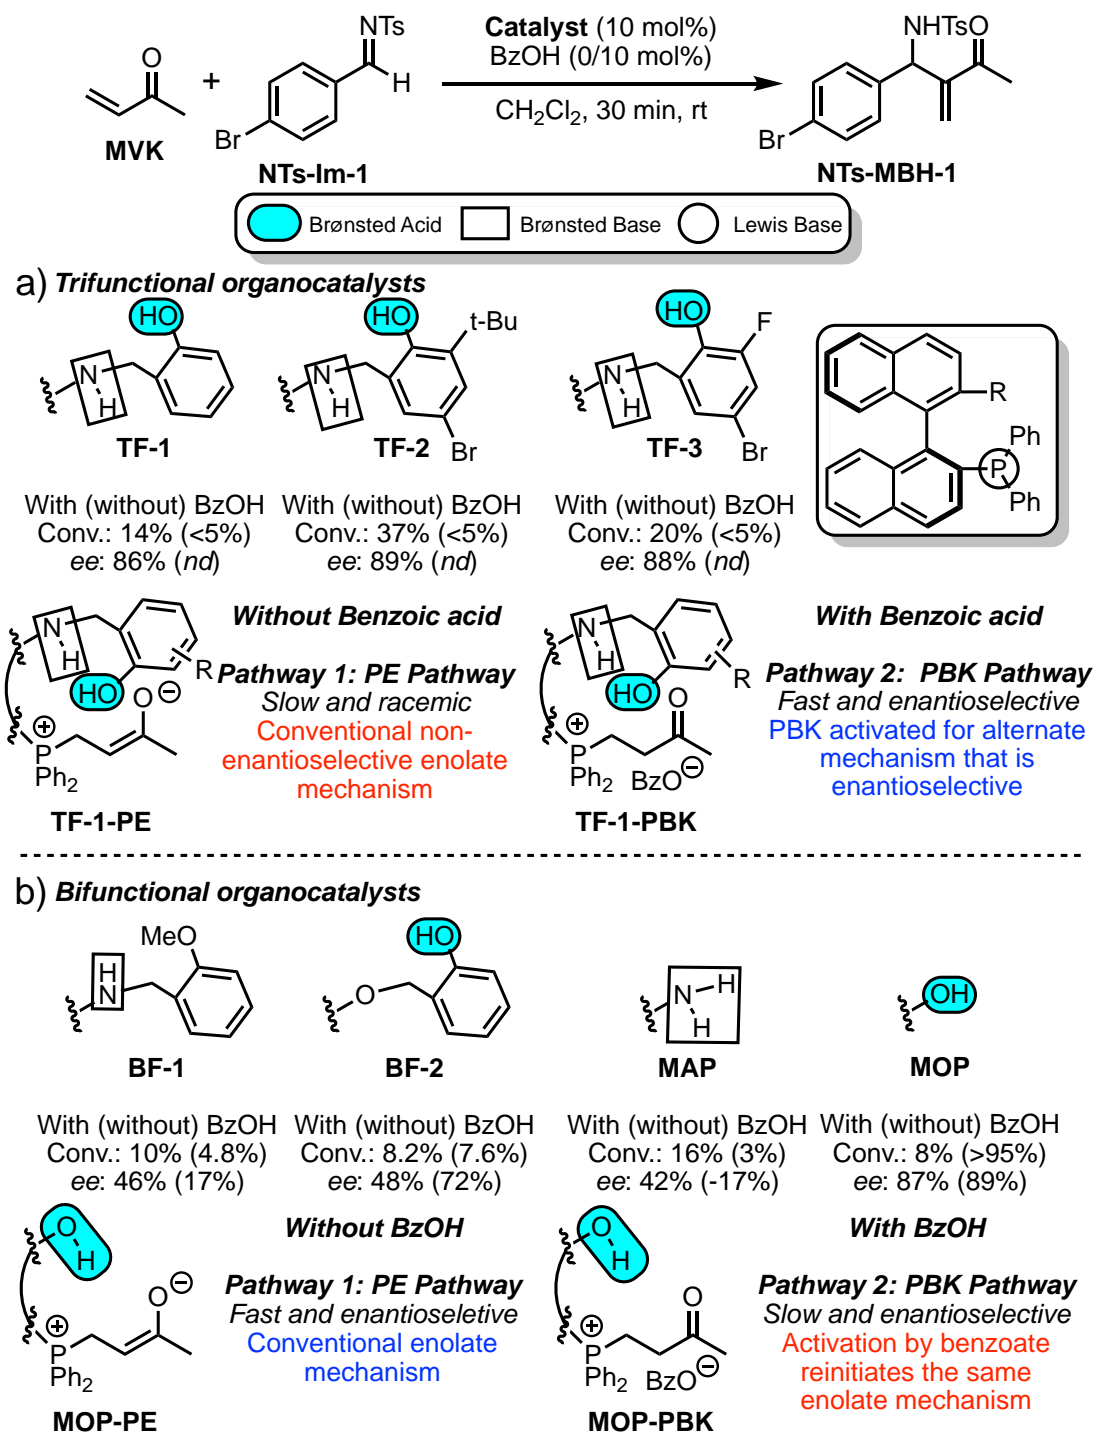 Catalyst (10 mol%)
BzOH (0/10 mol%)
CH2Cl2, 30 min, rt
O
MVK
+
NTs
H
Br
NTs-Im-1
NHTs O
Br
NTs-MBH-1
Brønsted Acid Brønsted Base Lewis Base
a) Trifunctional organocatalysts
HO
N
H
TF-1
HO
t-Bu
N
H
Br
TF-2
HO
F
N
H
Br
TF-3
R
P
Ph
Ph
With (without) BzOH
Conv.: 14% (<5%)
ee: 86% (nd)
With (without) BzOH
Conv.: 37% (<5%)
ee: 89% (nd)
With (without) BzOH
Conv.: 20% (<5%)
ee: 88% (nd)
N
H
R
HO
O
⊖
⊕
P
Ph2
TF-1-PE
Without Benzoic acid
Pathway 1: PE Pathway
Slow and racemic
Conventional non-
enantioselective enolate
mechanism
N
H
R
HO
O
⊕
P
Ph2
BzO⊖
TF-1-PBK
With Benzoic acid
Pathway 2: PBK Pathway
Fast and enantioselective
PBK activated for alternate
mechanism that is
enantioselective
b) Bifunctional organocatalysts
MeO
H
N
BF-1
HO
O
BF-2
N H
H
MAP
OH
MOP
With (without) BzOH
Conv.: 10% (4.8%)
ee: 46% (17%)
With (without) BzOH
Conv.: 8.2% (7.6%)
ee: 48% (72%)
With (without) BzOH
Conv.: 16% (3%)
ee: 42% (-17%)
With (without) BzOH
Conv.: 8% (>95%)
ee: 87% (89%)
O
H
O
⊖
⊕
P
Ph2
MOP-PE
Without BzOH
Pathway 1: PE Pathway
Fast and enantioseletive
Conventional enolate
mechanism
O
H
O
⊕
P
Ph2
BzO⊖
MOP-PBK
With BzOH
Pathway 2: PBK Pathway
Slow and enantioselective
Activation by benzoate
reinitiates the same
enolate mechanism